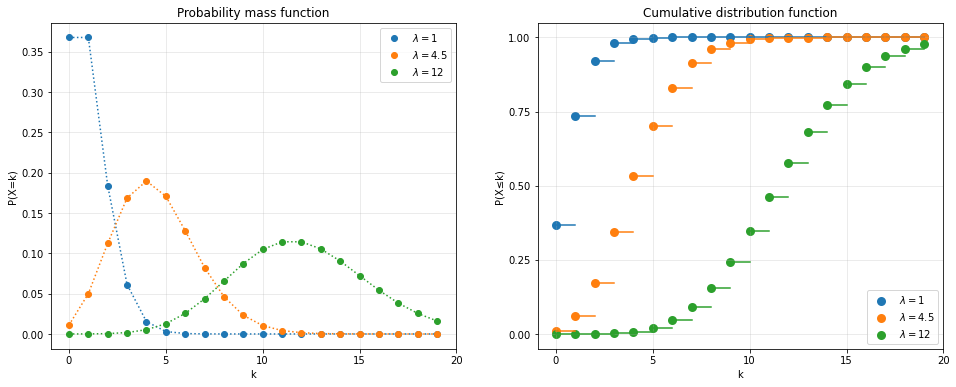 Probability mass function
P(X=k)
0.35
0.30
0.25
0.20
0.15
0.10
0.05
0.00
0 5 10 15 20
k
λ = 1
λ = 4.5
λ = 12
Cumulative distribution function
P(X≤k)
1.00
0.75
0.50
0.25
0.00
0 5 10 15 20
k
λ = 1
λ = 4.5
λ = 12